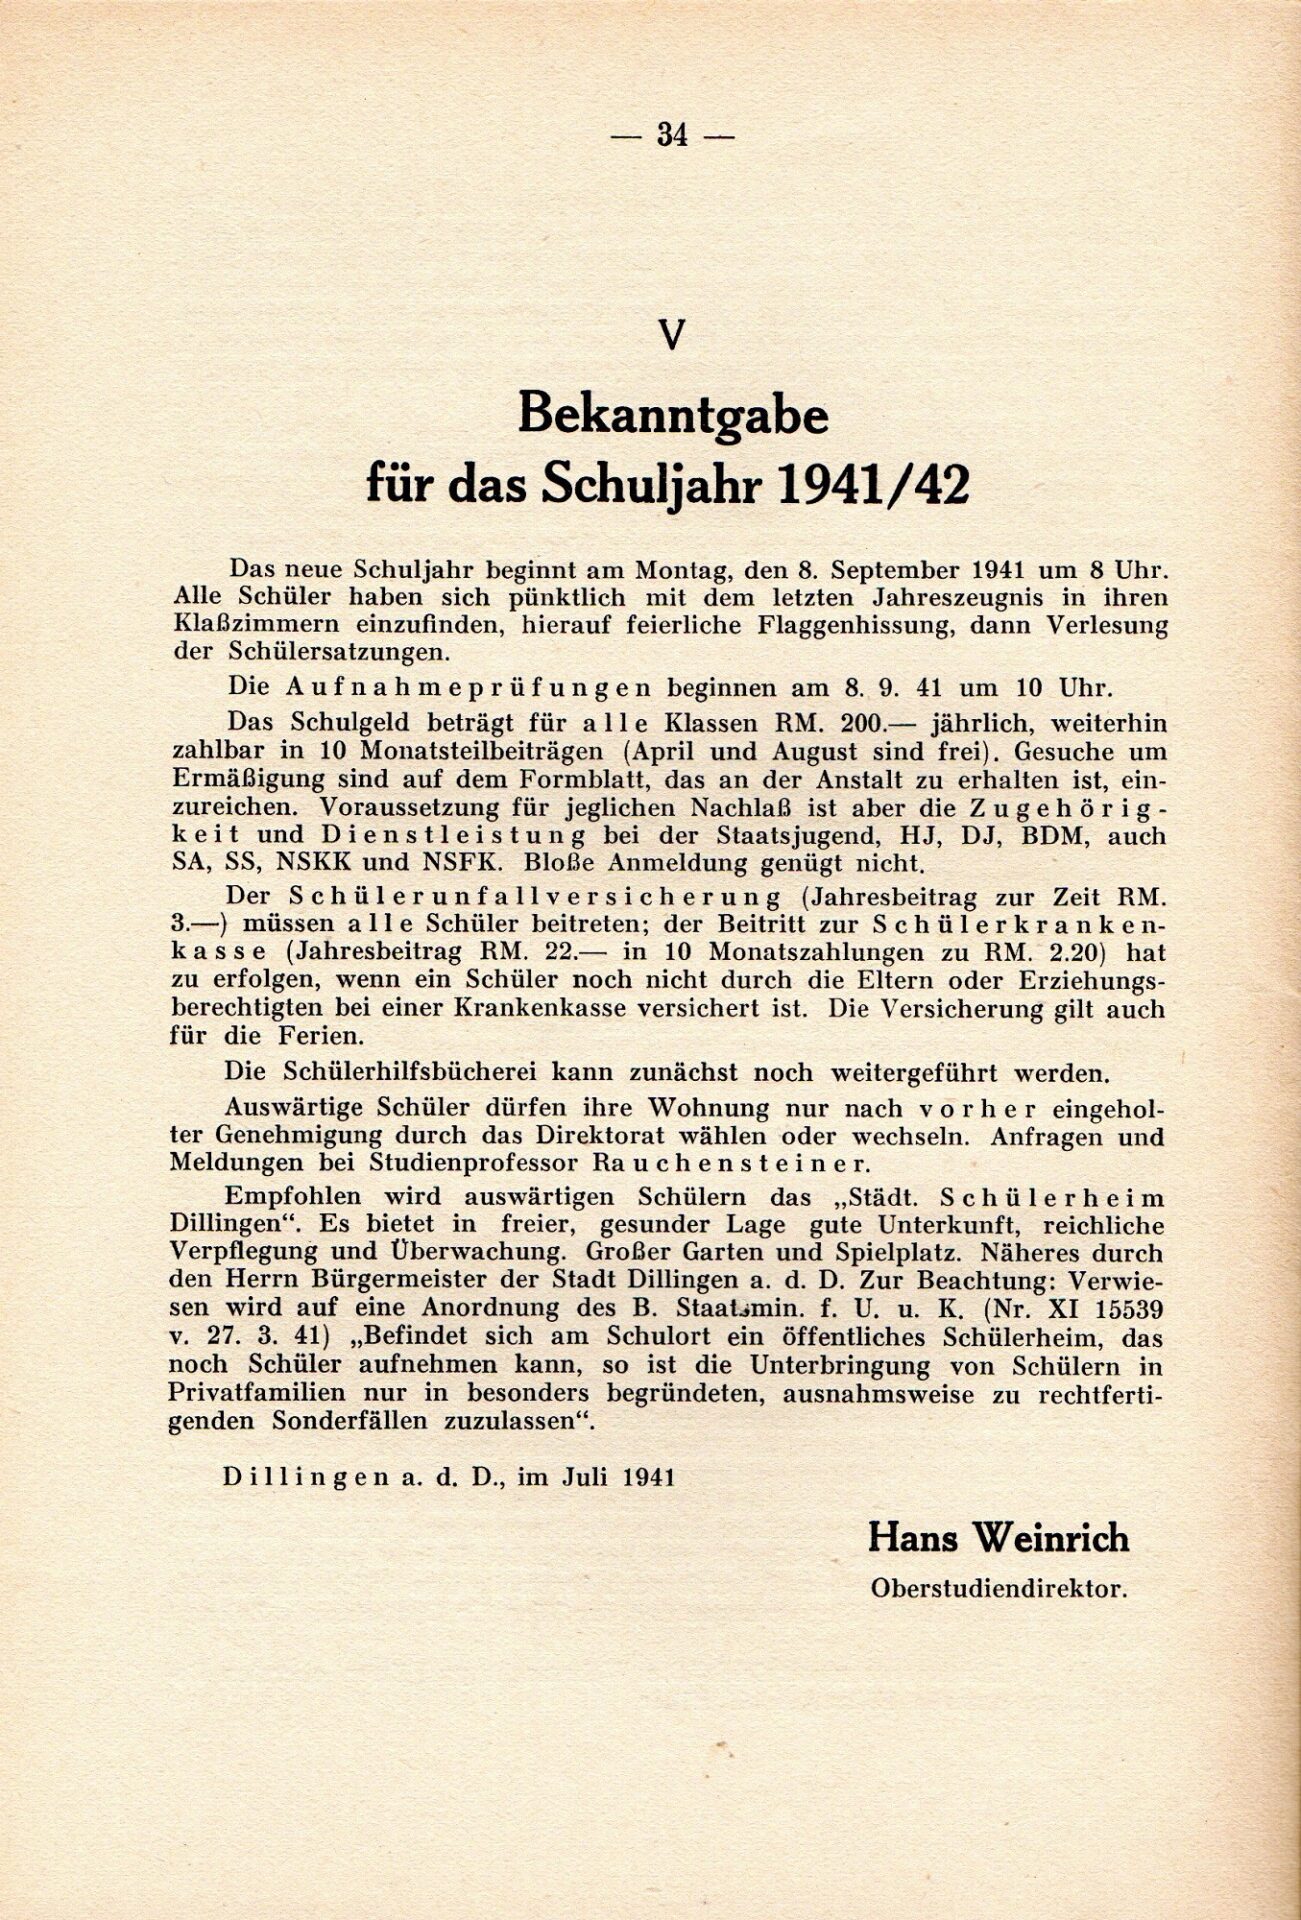 — 34 —
V
Bekanntgabe
für das Schuljahr 1941/42
Das neue Schuljahr beginnt am Montag, den 8. September 1941 um 8 Uhr.
Alle Schüler haben sich pünktlich mit dem letzten Jahreszeugnis in ihren
Klaßzimmern einzufinden, hierauf feierliche Flaggenhissung, dann Verlesung
der Schülersatzungen.
Die Aufnahmeprüfungen beginnen am 8. 9. 41 um 10 Uhr.
Das Schulgeld beträgt für alle Klassen RM. 200.— jährlich, weiterhin
zahlbar in 10 Monatsteilbeiträgen (April und August sind frei). Gesuche um
Ermäßigung sind auf dem Formblatt, das an der Anstalt zu erhalten ist, ein-
zureichen. Voraussetzung für jeglichen Nachlaß ist aber die Zugehörig-
keit und Dienstleistung bei der Staatsjugend, HJ, DJ, BDM, auch
SA, SS, NSKK und NSFK. Bloße Anmeldung genügt nicht.
Der Schülerunfallversicherung (Jahresbeitrag zur Zeit RM.
3.—) müssen alle Schüler beitreten; der Beitritt zur Schülerkranken-
kasse (Jahresbeitrag RM. 22.— in 10 Monatszahlungen zu RM. 2.20) hat
zu erfolgen, wenn ein Schüler noch nicht durch die Eltern oder Erziehungs-
berechtigten bei einer Krankenkasse versichert ist. Die Versicherung gilt auch
für die Ferien.
Die Schülerhilfsbücherei kann zunächst noch weitergeführt werden.
Auswärtige Schüler dürfen ihre Wohnung nur nach vorher eingehol-
ter Genehmigung durch das Direktorat wählen oder wechseln. Anfragen und
Meldungen bei Studienprofessor Rauchensteiner.
Empfohlen wird auswärtigen Schülern das „Städt. Schülerheim
Dillingen“. Es bietet in freier, gesunder Lage gute Unterkunft, reichliche
Verpflegung und Überwachung. Großer Garten und Spielplatz. Näheres durch
den Herrn Bürgermeister der Stadt Dillingen a. d. D. Zur Beachtung: Verwie-
sen wird auf eine Anordnung des B. Staatsmin. f. U. u. K. (Nr. XI 15539
v. 27. 3. 41) „Befindet sich am Schulort ein öffentliches Schülerheim, das
noch Schüler aufnehmen kann, so ist die Unterbringung von Schülern in
Privatfamilien nur in besonders begründeten, ausnahmsweise zu rechtferti-
genden Sonderfällen zuzulassen“.
Dillingen a. d. D., im Juli 1941
Hans Weinrich
Oberstudiendirektor.